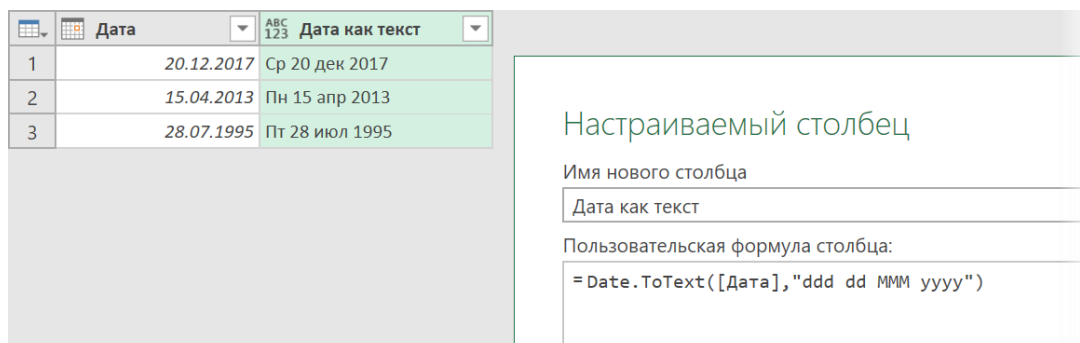 Дата ABC 123 Дата как текст
1 20.12.2017 Ср 20 дек 2017
2 15.04.2013 Пн 15 апр 2013
3 28.07.1995 Пт 28 июл 1995
Настраиваемый столбец
Имя нового столбца
Дата как текст
Пользовательская формула столбца:
=Date.ToText([Дата],"ddd dd MMM yyyy")